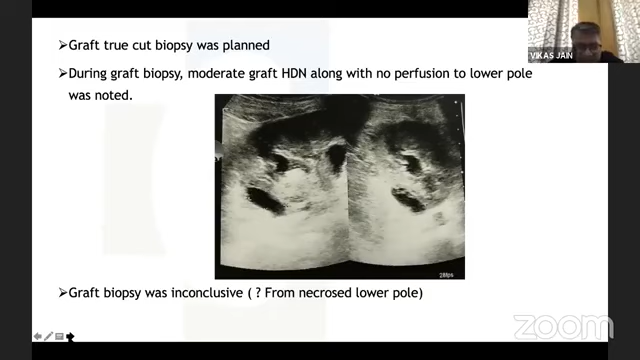 ➢Graft true cut biopsy was planned
➢During graft biopsy, moderate graft HDN along with no perfusion to lower pole
was noted.
28fps
➢Graft biopsy was inconclusive ( ? From necrosed lower pole)
VIKAS JAIN
zoom